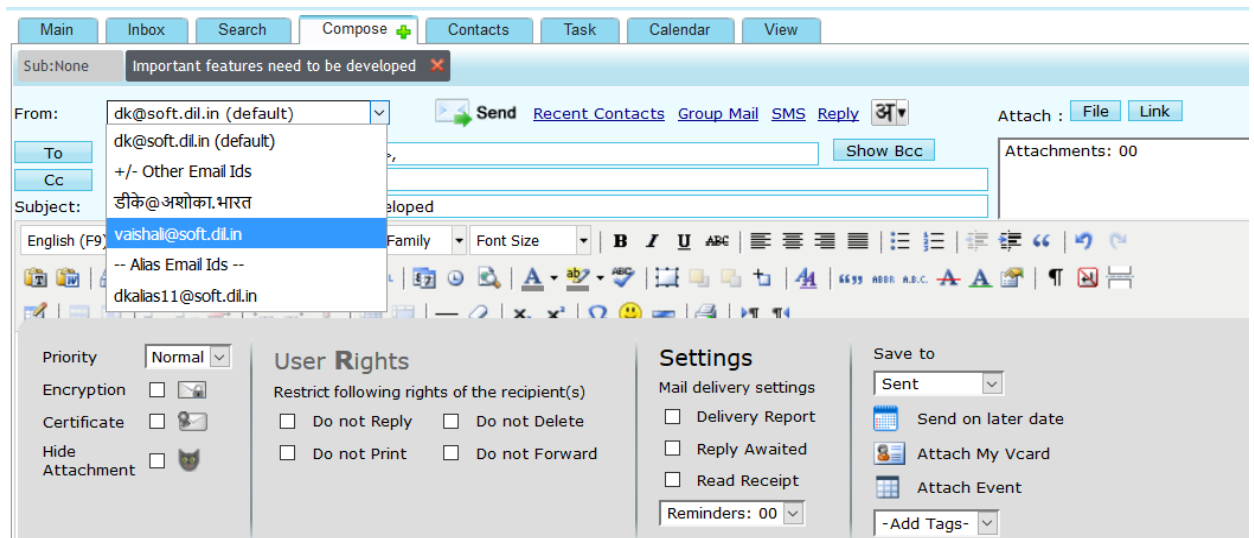 Main Inbox Search Compose Contacts Task Calendar View
Sub:None Important features need to be developed
From: dk@soft.dil.in (default) Send Recent Contacts Group Mail SMS Reply अ Attach : File Link
dk@soft.dil.in (default)
To >, Show Bcc Attachments: 00
+/- Other Email Ids
Cc
डीके@अशोका.भारत
Subject: eloped
vaishali@soft.dil.in
English (F9) Family Font Size B I U ABC
-- Alias Email Ids --
dkalias11@soft.dil.in
Priority Normal
Encryption
Certificate
Hide
Attachment
User Rights
Restrict following rights of the recipient(s)
Do not Reply Do not Delete
Do not Print Do not Forward
Settings
Mail delivery settings
Delivery Report
Reply Awaited
Read Receipt
Reminders: 00
Save to
Sent
Send on later date
Attach My Vcard
Attach Event
-Add Tags-